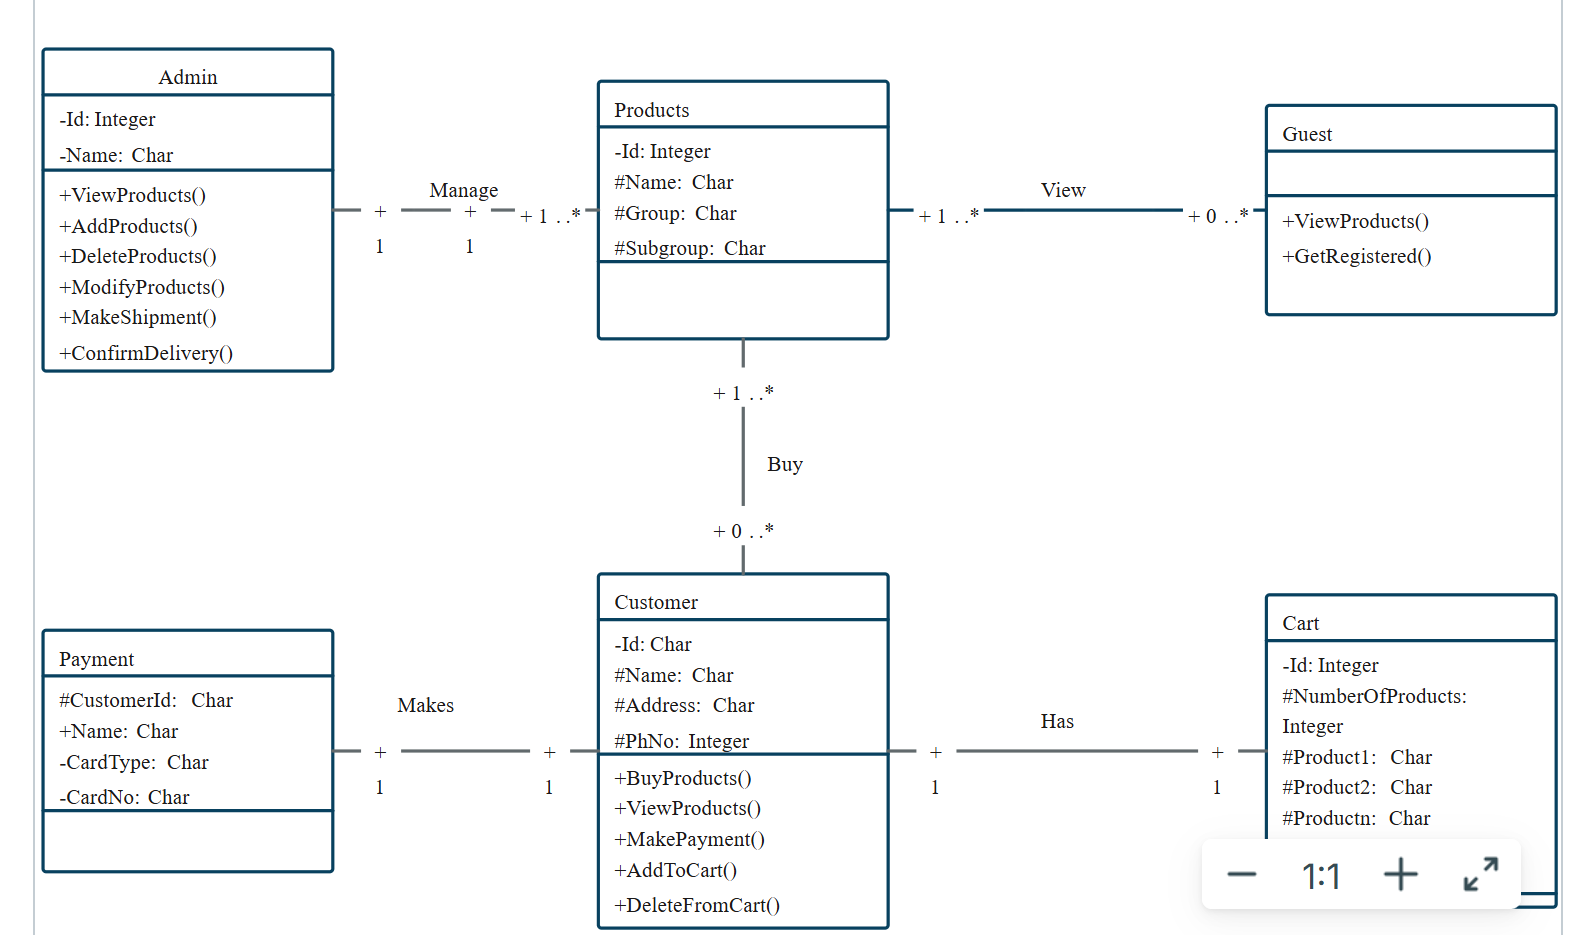 Admin
-Id: Integer
-Name: Char
+ViewProducts()
+AddProducts()
+DeleteProducts()
+ModifyProducts()
+MakeShipment()
+ConfirmDelivery()
Manage
+
1
+
1
+ 1 ..*
Products
-Id: Integer
#Name: Char
#Group: Char
#Subgroup: Char
View
+ 1 ..*
+ 0 ..*
Guest
+ViewProducts()
+GetRegistered()
+ 1 ..*
Buy
+ 0 ..*
Payment
#CustomerId: Char
+Name: Char
-CardType: Char
-CardNo: Char
Makes
+
1
+
1
Customer
-Id: Char
#Name: Char
#Address: Char
#PhNo: Integer
+BuyProducts()
+ViewProducts()
+MakePayment()
+AddToCart()
+DeleteFromCart()
Has
+
1
+
1
Cart
-Id: Integer
#NumberOfProducts:
Integer
#Product1: Char
#Product2: Char
#Productn: Char
1:1